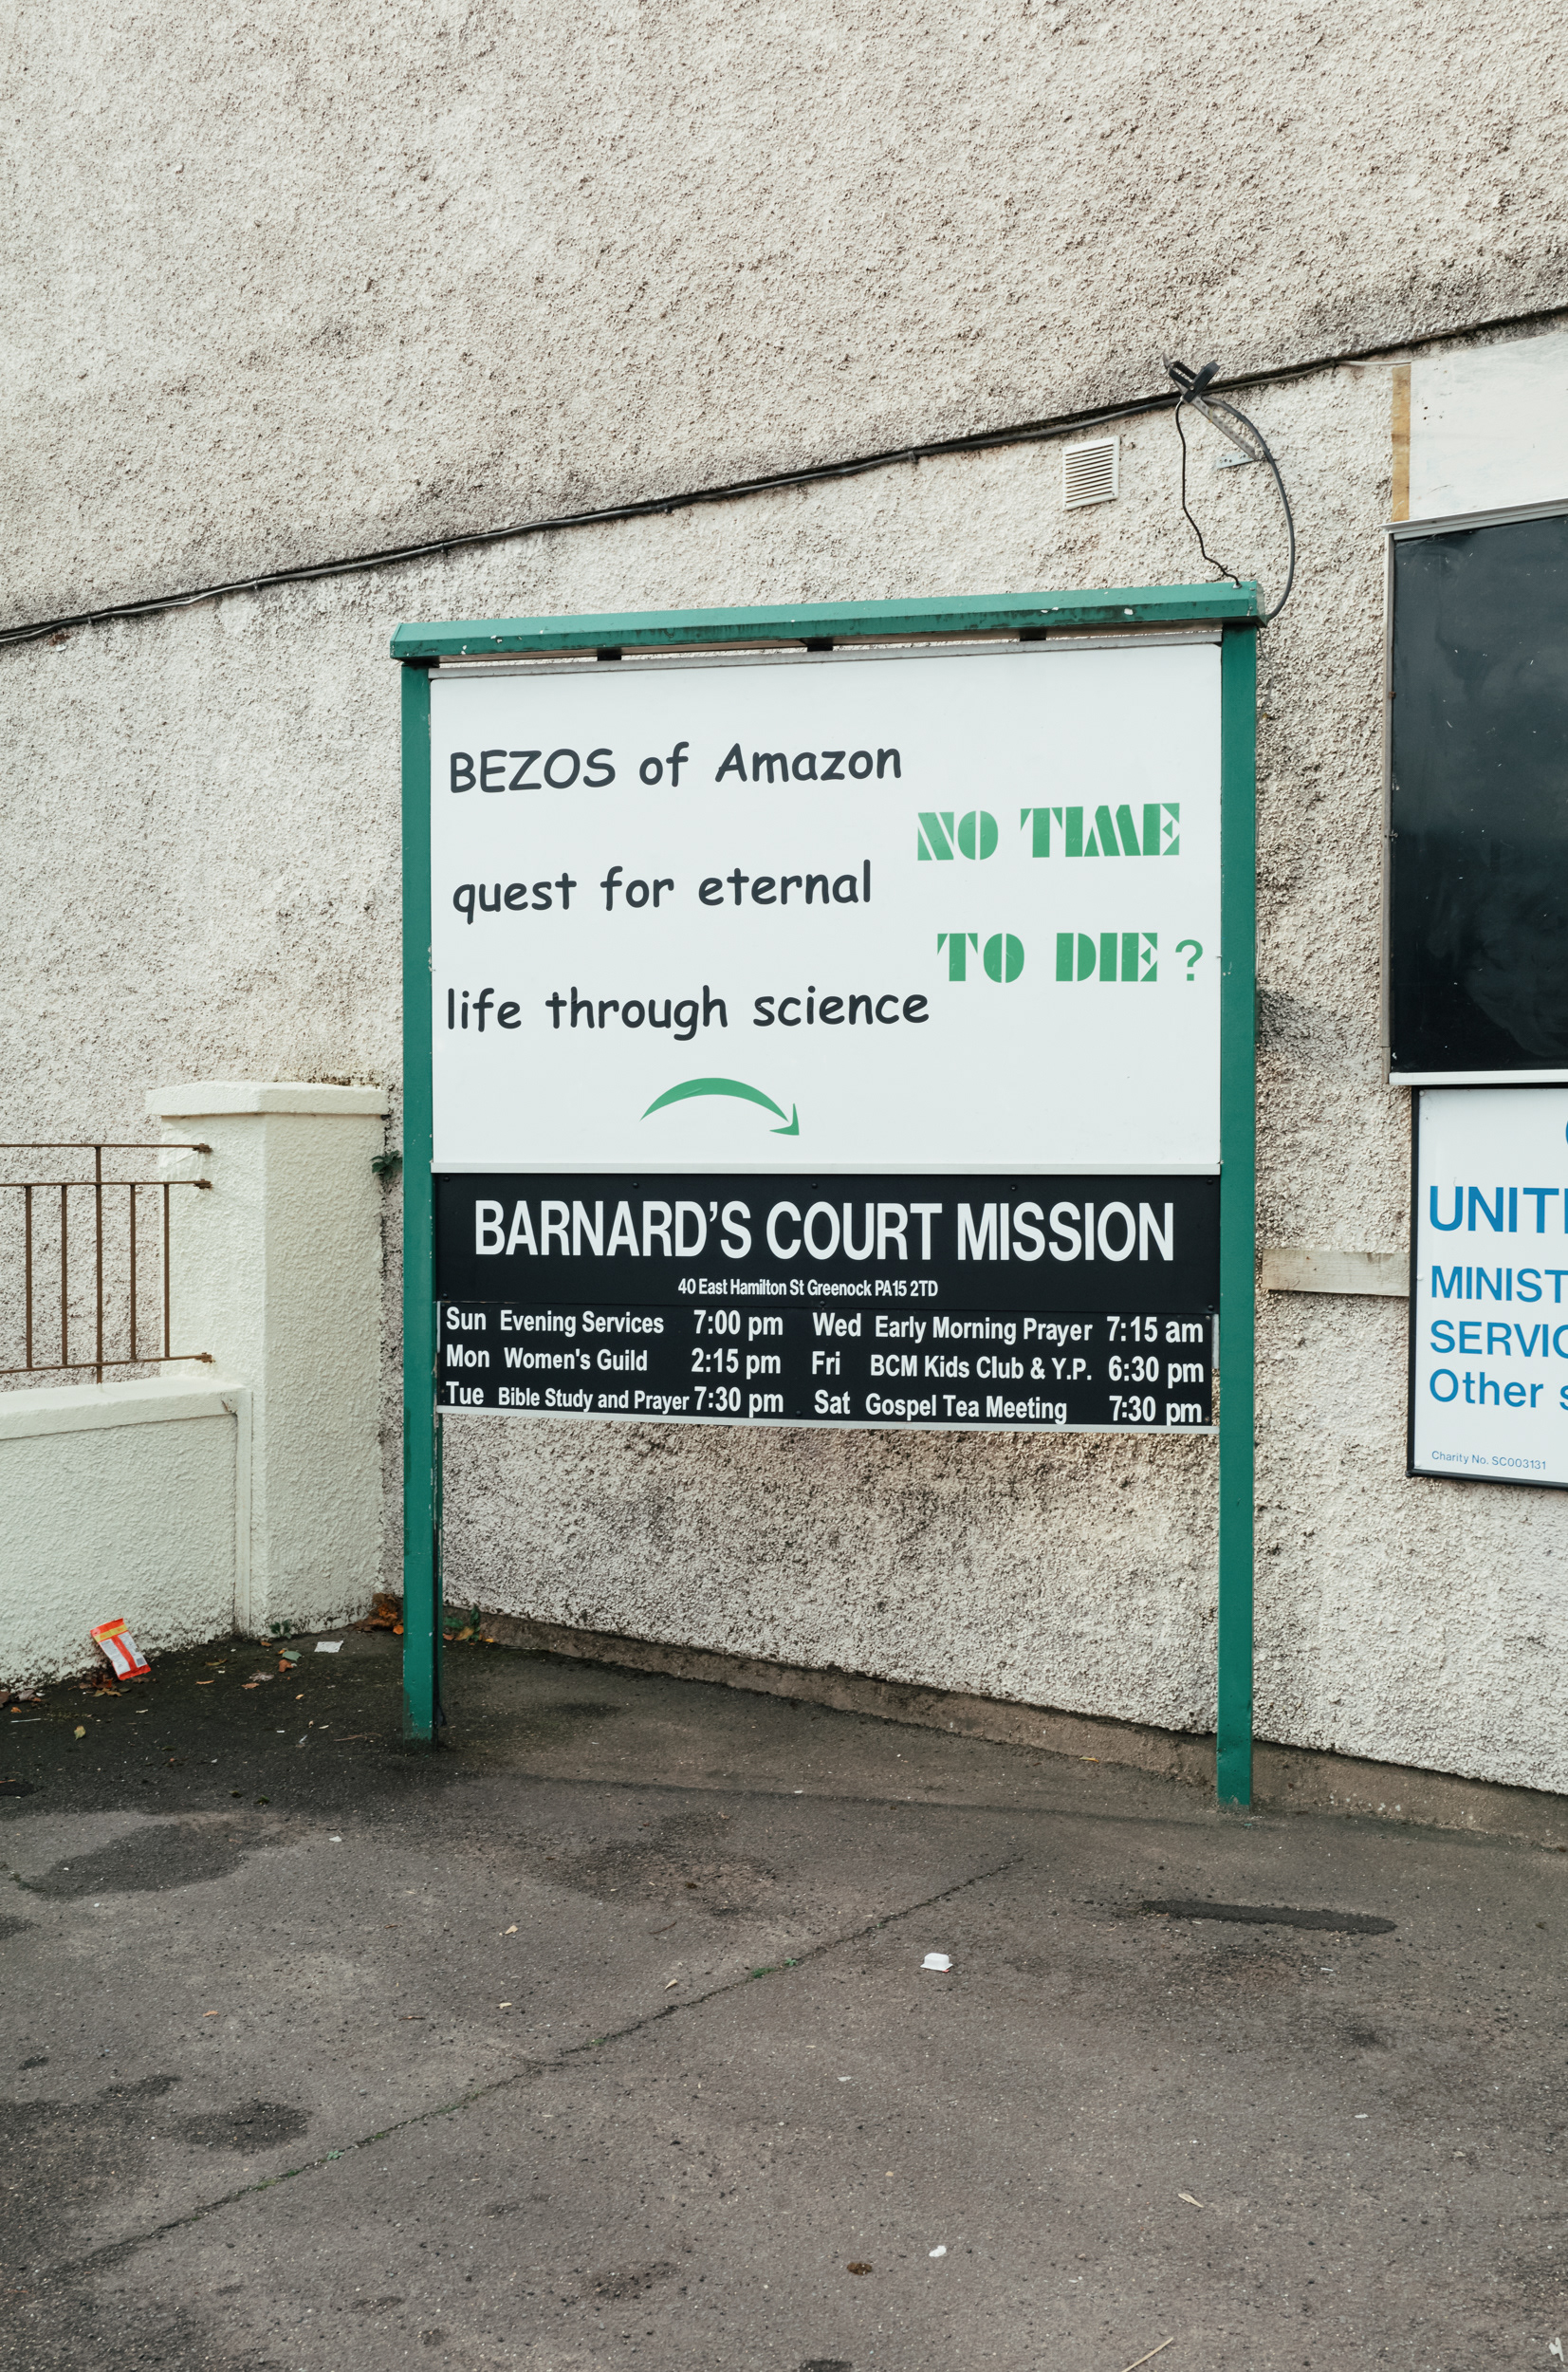 BEZOS of Amazon
NO TIME
quest for eternal
TO DIE ?
life through science
BARNARD'S COURT MISSION
40 East Hamilton St Greenock PA15 2TD
Sun Evening Services 7:00 pm Wed Early Morning Prayer 7:15 am
Mon Women's Guild 2:15 pm Fri BCM Kids Club & Y.P. 6:30 pm
Tue Bible Study and Prayer 7:30 pm Sat Gospel Tea Meeting 7:30 pm
Other
Charity No. SC003131